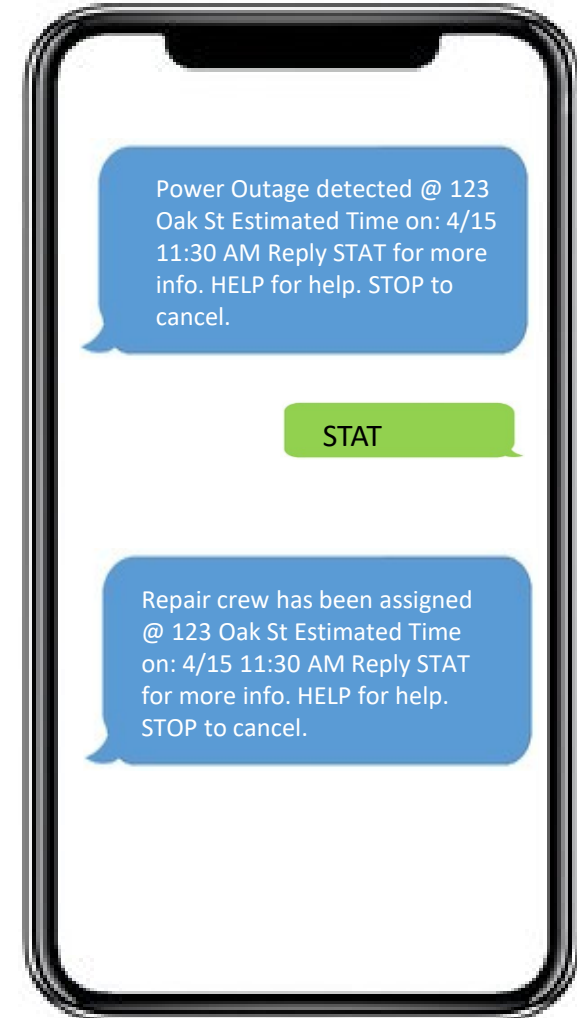 Power Outage detected @ 123
Oak St Estimated Time on: 4/15
11:30 AM Reply STAT for more
info. HELP for help. STOP to
cancel.
STAT
Repair crew has been assigned
@ 123 Oak St Estimated Time
on: 4/15 11:30 AM Reply STAT
for more info. HELP for help.
STOP to cancel.